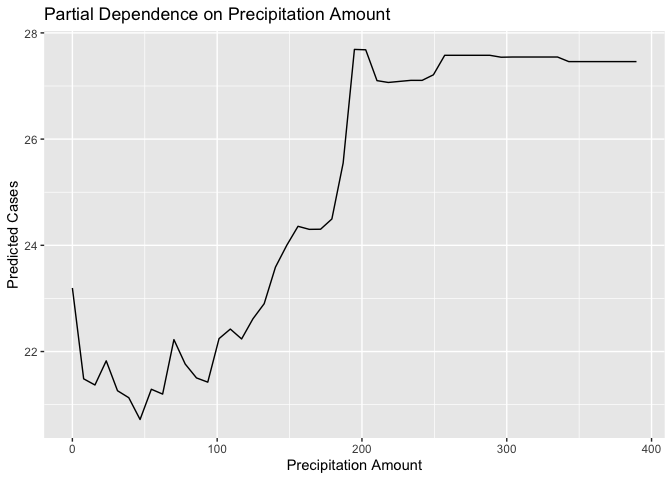 Partial Dependence on Precipitation Amount
28
26
24
22
Predicted Cases
0 100 200 300 400
Precipitation Amount